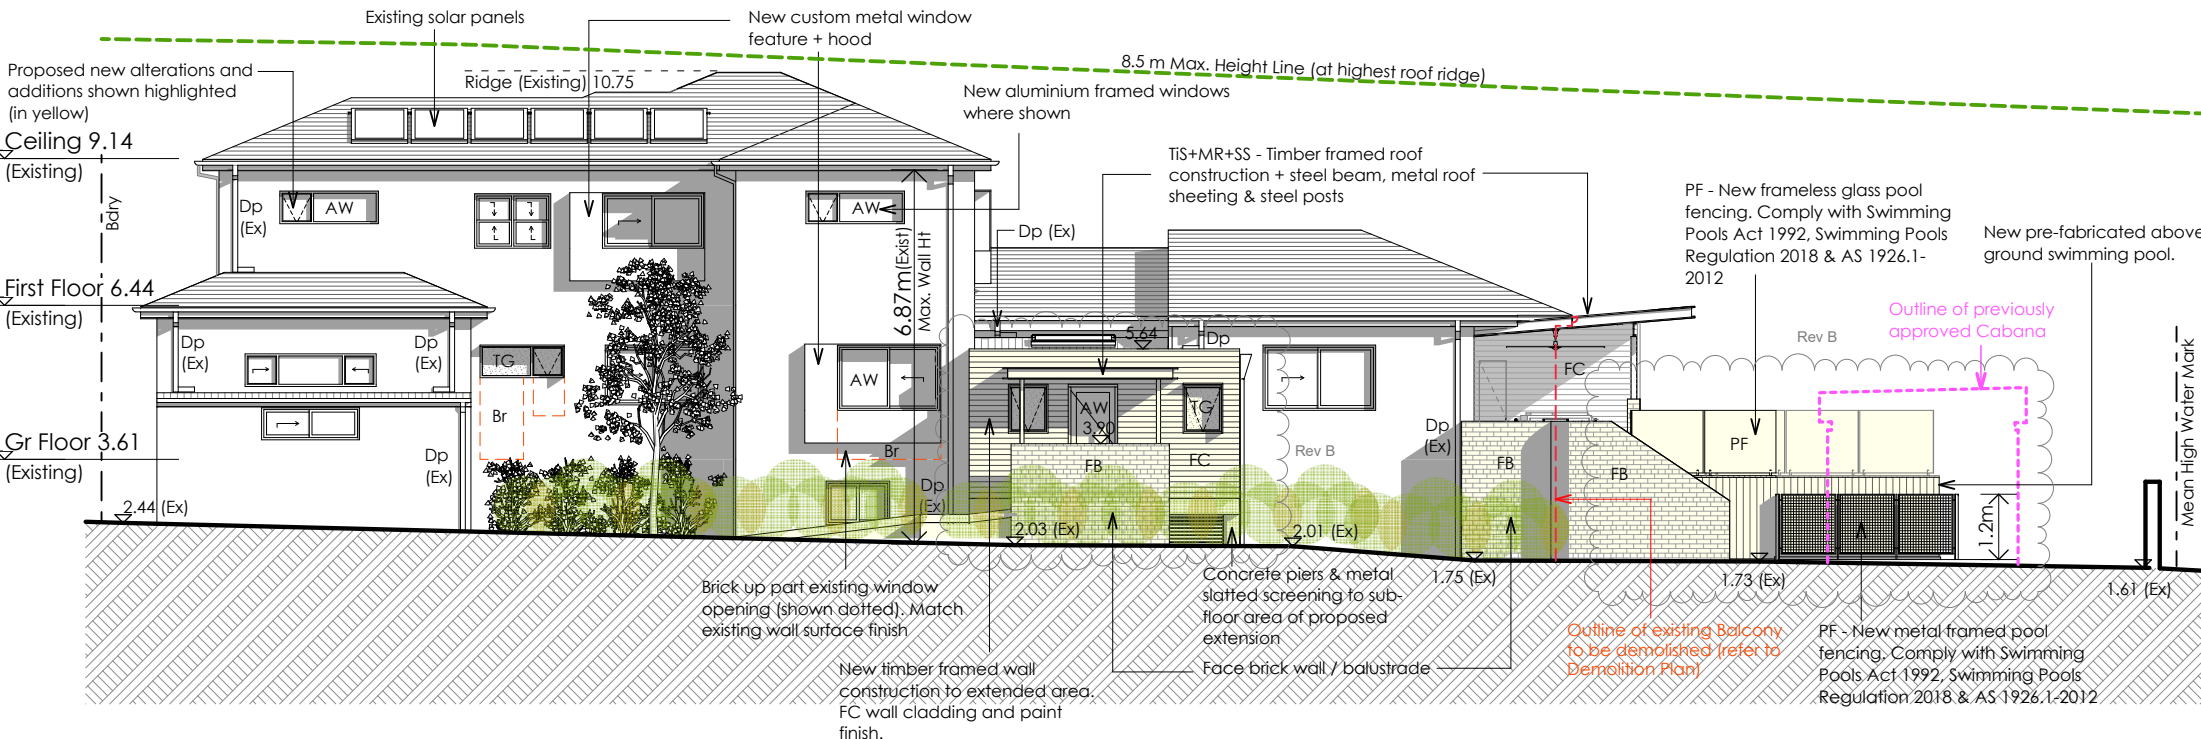 Existing solar panels
New custom metal window
feature + hood
8.5 m Max. Height Line (at highest roof ridge)
Proposed new alterations and
additions shown highlighted
(in yellow)
Ridge (Existing) 10.75
New aluminium framed windows
where shown
Ceiling 9.14
(Existing)
Bdry
TiS+MR+SS - Timber framed roof
construction + steel beam, metal roof
sheeting & steel posts
PF - New frameless glass pool
fencing. Comply with Swimming
Pools Act 1992, Swimming Pools
Regulation 2018 & AS 1926.1-
2012
New pre-fabricated above
ground swimming pool.
Dp
(Ex)
AW
AW
Dp (Ex)
6.87m(Exist)
Max. Wall Ht
First Floor 6.44
(Existing)
Outline of previously
approved Cabana
Rev B
Mean High Water Mark
Dp
(Ex)
Dp
(Ex)
TG
5.64
Dp
FC
AW
AW
3.90
TG
Br
Br
Dp
(Ex)
Gr Floor 3.61
(Existing)
Dp
(Ex)
FB
FC
Rev B
FB
FB
PF
Dp
(Ex)
2.44 (Ex)
2.03 (Ex)
2.01 (Ex)
1.2m
1.75 (Ex)
1.73 (Ex)
1.61 (Ex)
Brick up part existing window
opening (shown dotted). Match
existing wall surface finish
Concrete piers & metal
slatted screening to sub-
floor area of proposed
extension
Outline of existing Balcony
to be demolished (refer to
Demolition Plan)
PF - New metal framed pool
fencing. Comply with Swimming
Pools Act 1992, Swimming Pools
Regulation 2018 & AS 1926.1-2012
New timber framed wall
construction to extended area.
FC wall cladding and paint
finish.
Face brick wall / balustrade